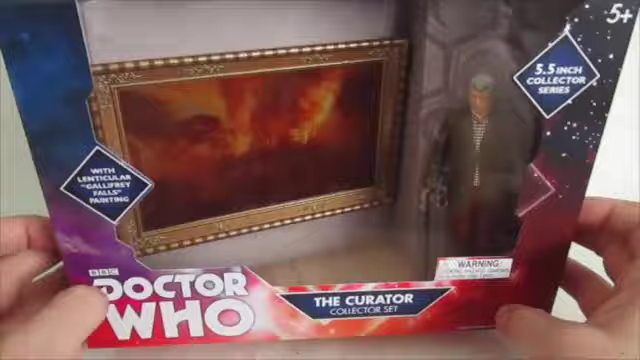 5+
5.5 INCH
COLLECTOR
SERIES
WITH
LENTICULAR
"GALLIFREY
FALLS"
PAINTING
BBC
DOCTOR
WHO
THE CURATOR
COLLECTOR SET
WARNING: